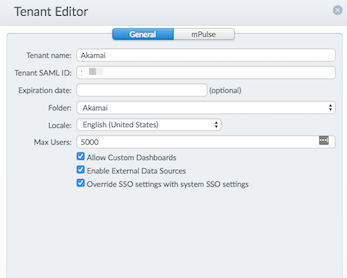 Tenant Editor
General mPulse
Tenant name: Akamai
Tenant SAML ID:
Expiration date: (optional)
Folder: Akamai
Locale: English (United States)
Max Users: 5000
Allow Custom Dashboards
Enable External Data Sources
Override SSO settings with system SSO settings